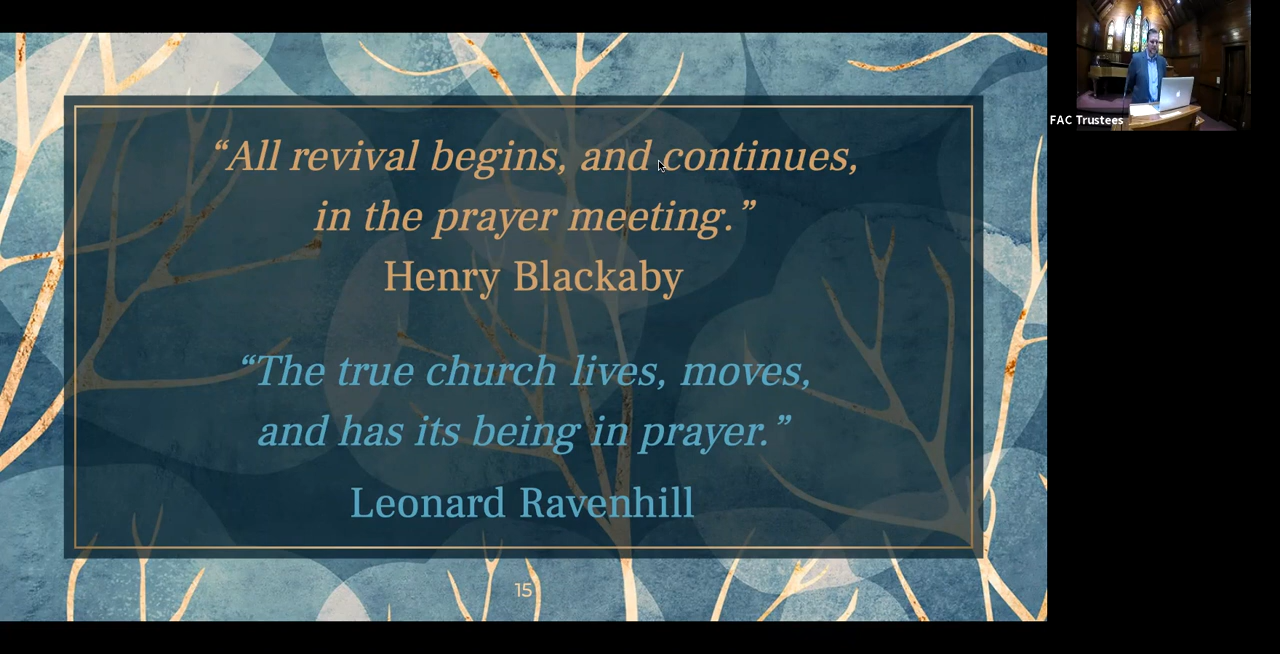 “All revival begins, and continues,
in the prayer meeting.”
Henry Blackaby
“The true church lives, moves,
and has its being in prayer.”
Leonard Ravenhill
15
FAC Trustees